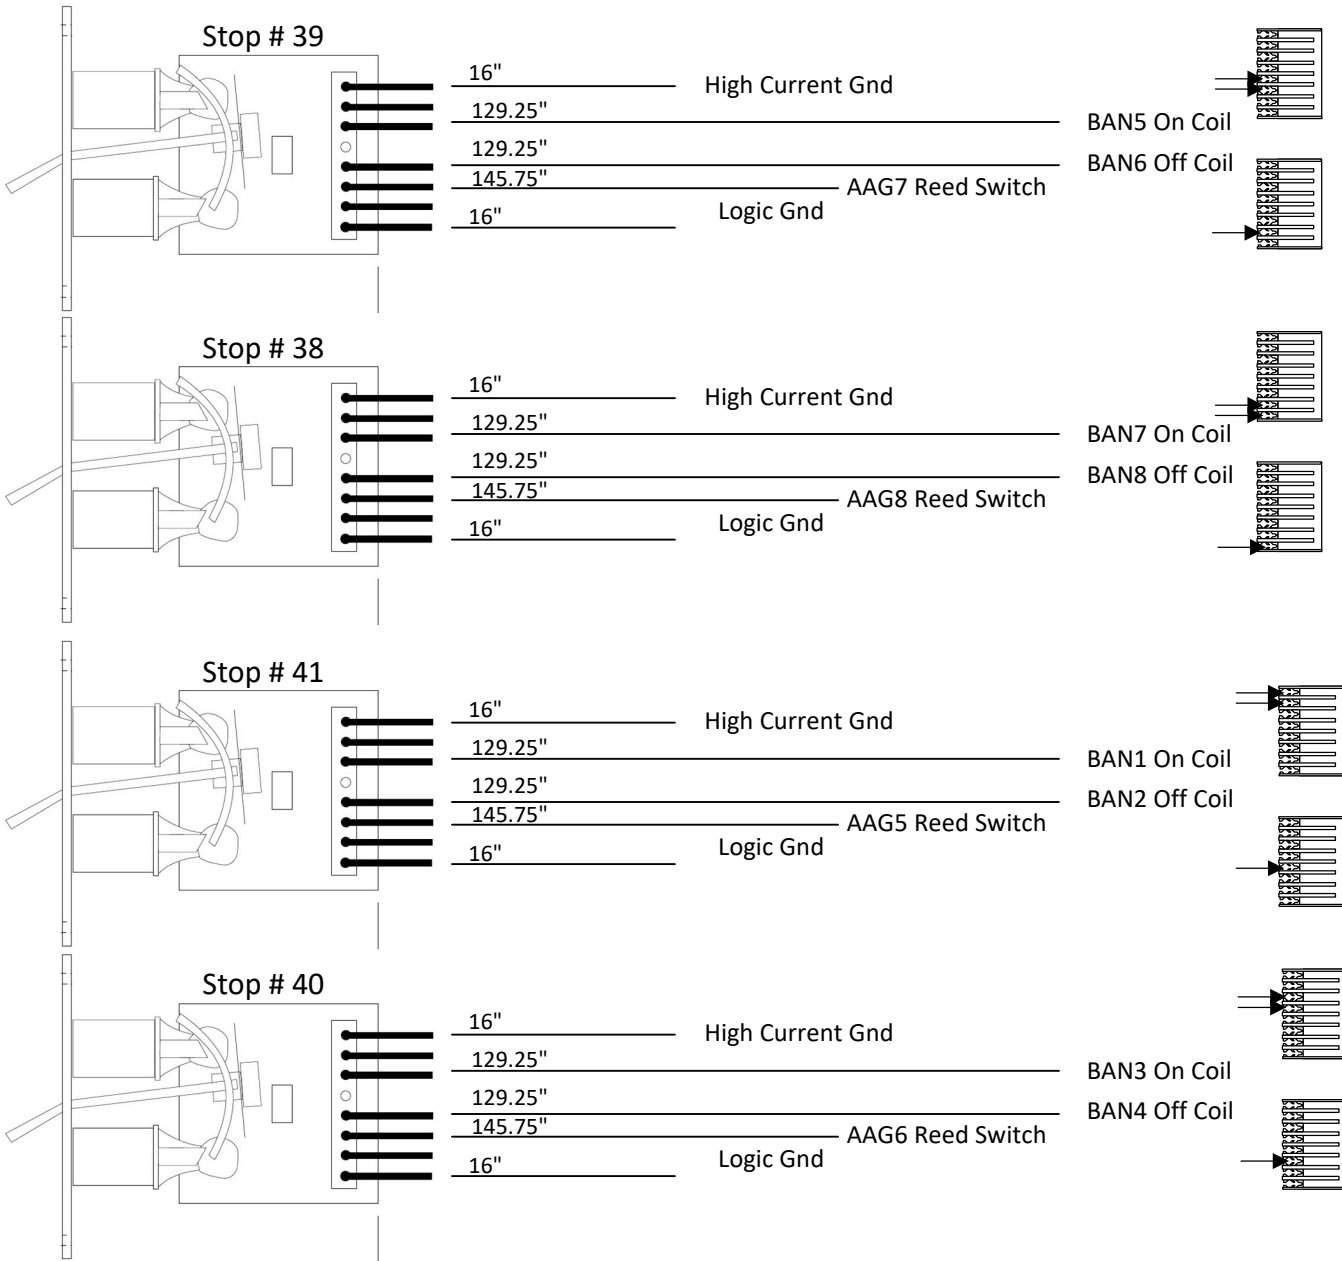 Stop # 39
16" High Current Gnd
129.25" BAN5 On Coil
129.25" BAN6 Off Coil
145.75" AAG7 Reed Switch
Logic Gnd
16"
Stop # 38
16" High Current Gnd
129.25" BAN7 On Coil
129.25" BAN8 Off Coil
145.75" AAG8 Reed Switch
Logic Gnd
16"
Stop # 41
16" High Current Gnd
129.25" BAN1 On Coil
129.25" BAN2 Off Coil
145.75" AAG5 Reed Switch
Logic Gnd
16"
Stop # 40
16" High Current Gnd
129.25" BAN3 On Coil
129.25" BAN4 Off Coil
145.75" AAG6 Reed Switch
Logic Gnd
16"